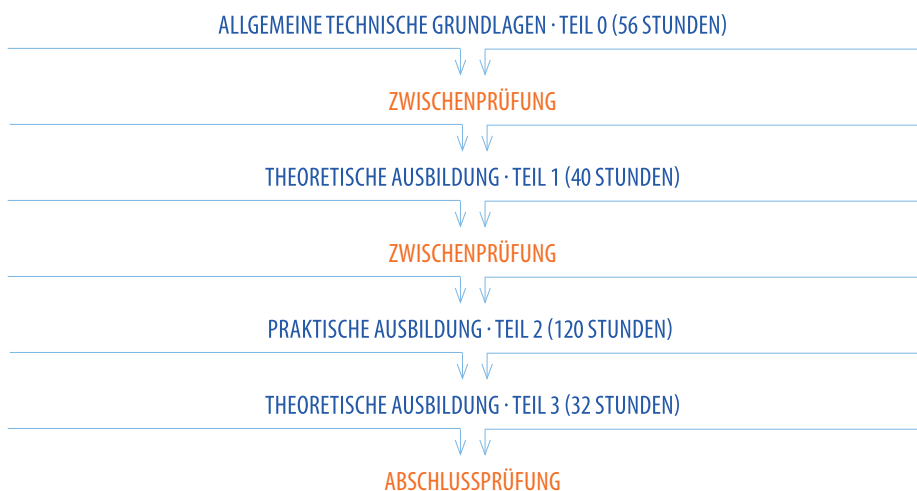 ALLGEMEINE TECHNISCHE GRUNDLAGEN · TEIL 0 (56 STUNDEN)
ZWISCHENPRÜFUNG
THEORETISCHE AUSBILDUNG · TEIL 1 (40 STUNDEN)
ZWISCHENPRÜFUNG
PRAKTISCHE AUSBILDUNG · TEIL 2 (120 STUNDEN)
THEORETISCHE AUSBILDUNG · TEIL 3 (32 STUNDEN)
ABSCHLUSSPRÜFUNG